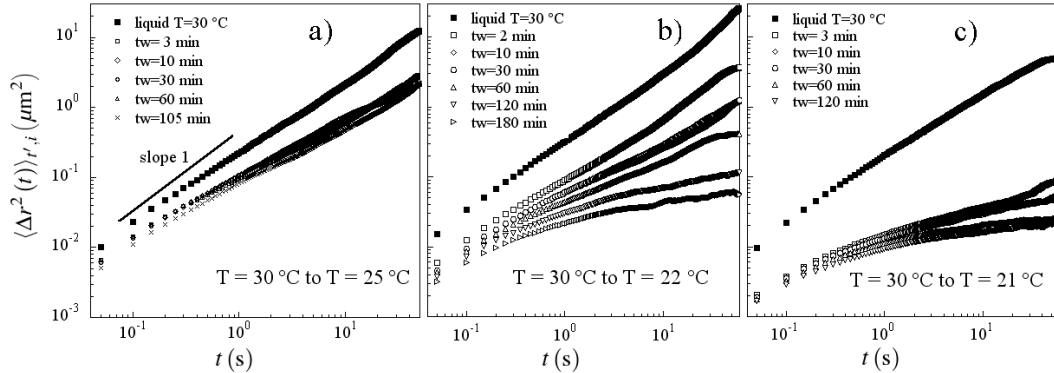 a)
liquid T=30 °C
tw= 3 min
tw= 10 min
tw= 30 min
tw= 60 min
tw= 105 min
slope 1
T = 30 °C to T = 25 °C
b)
liquid T=30 °C
tw= 2 min
tw=10 min
tw=30 min
tw=60 min
tw=120 min
tw=180 min
T = 30 °C to T = 22 °C
c)
liquid T=30 °C
tw= 3 min
tw= 10 min
tw= 30 min
tw= 60 min
tw= 120 min
T = 30 °C to T = 21 °C
⟨Δr²(t)⟩t′,i (μm²)
10¹
10⁰
10⁻¹
10⁻²
10⁻³
10⁻¹ 10⁰ 10¹ 10⁻¹ 10⁰ 10¹ 10⁻¹ 10⁰ 10¹
t (s) t (s) t (s)